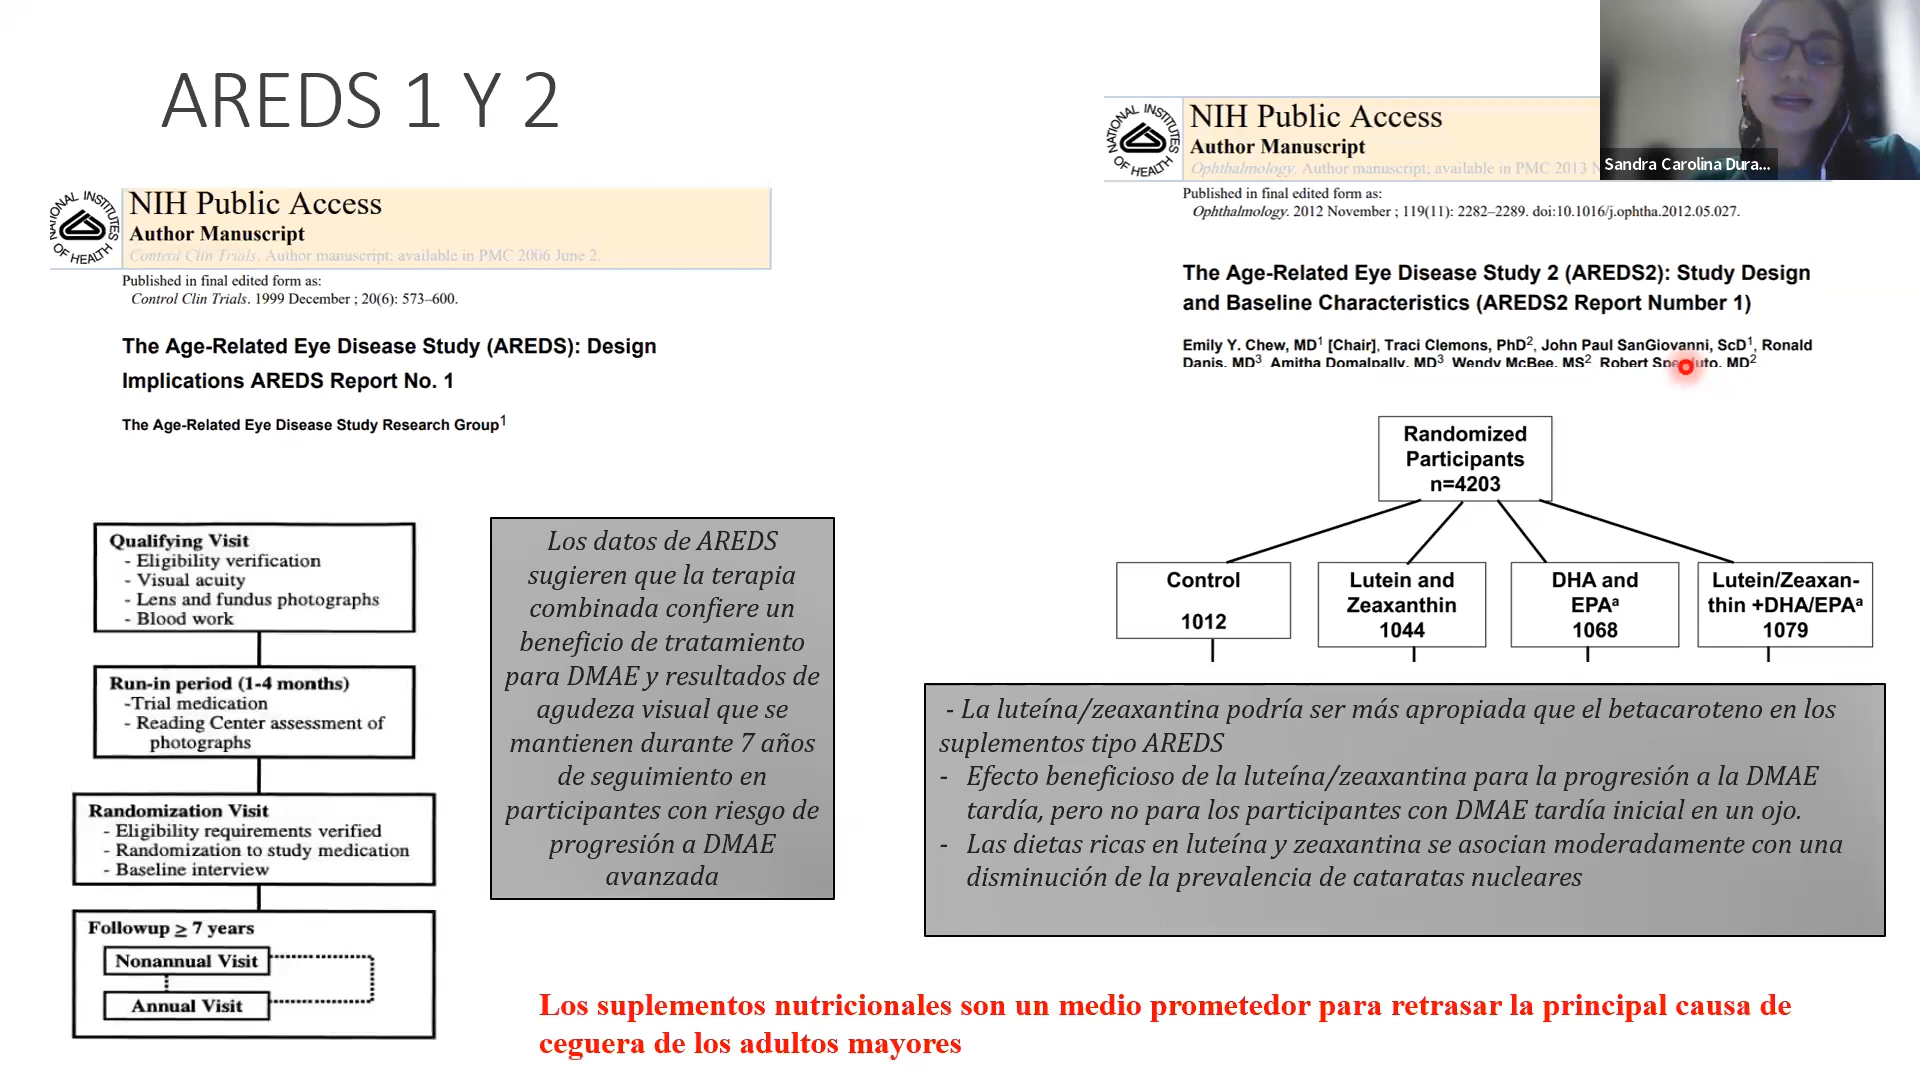 AREDS 1 Y 2
NATIONAL INSTITUTES
OF HEALTH
NIH Public Access
Author Manuscript
Control Clin Trials. Author manuscript; available in PMC 2006 June 2.
Published in final edited form as:
Control Clin Trials. 1999 December ; 20(6): 573–600.
The Age-Related Eye Disease Study (AREDS): Design
Implications AREDS Report No. 1
The Age-Related Eye Disease Study Research Group1
Qualifying Visit
- Eligibility verification
- Visual acuity
- Lens and fundus photographs
- Blood work
Run-in period (1-4 months)
-Trial medication
- Reading Center assessment of
photographs
Randomization Visit
- Eligibility requirements verified
- Randomization to study medication
- Baseline interview
Followup ≥ 7 years
Nonannual Visit
Annual Visit
Los datos de AREDS
sugieren que la terapia
combinada confiere un
beneficio de tratamiento
para DMAE y resultados de
agudeza visual que se
mantienen durante 7 años
de seguimiento en
participantes con riesgo de
progresión a DMAE
avanzada
NATIONAL INSTITUTES
OF HEALTH
NIH Public Access
Author Manuscript
Ophthalmology. Author manuscript; available in PMC 2013 N
Published in final edited form as:
Ophthalmology. 2012 November ; 119(11): 2282–2289. doi:10.1016/j.ophtha.2012.05.027.
The Age-Related Eye Disease Study 2 (AREDS2): Study Design
and Baseline Characteristics (AREDS2 Report Number 1)
Emily Y. Chew, MD1 [Chair], Traci Clemons, PhD2, John Paul SanGiovanni, ScD1, Ronald
Danis, MD3, Amitha Domalpally, MD3, Wendy McBee, MS2, Robert MD2
Randomized
Participants
n=4203
Control
1012
Lutein and
Zeaxanthin
1044
DHA and
EPAa
1068
Lutein/Zeaxan-
thin +DHA/EPAa
1079
- La luteína/zeaxantina podría ser más apropiada que el betacaroteno en los
suplementos tipo AREDS
- Efecto beneficioso de la luteína/zeaxantina para la progresión a la DMAE
tardía, pero no para los participantes con DMAE tardía inicial en un ojo.
- Las dietas ricas en luteína y zeaxantina se asocian moderadamente con una
disminución de la prevalencia de cataratas nucleares
Los suplementos nutricionales son un medio prometedor para retrasar la principal causa de
ceguera de los adultos mayores
Sandra Carolina Dura...